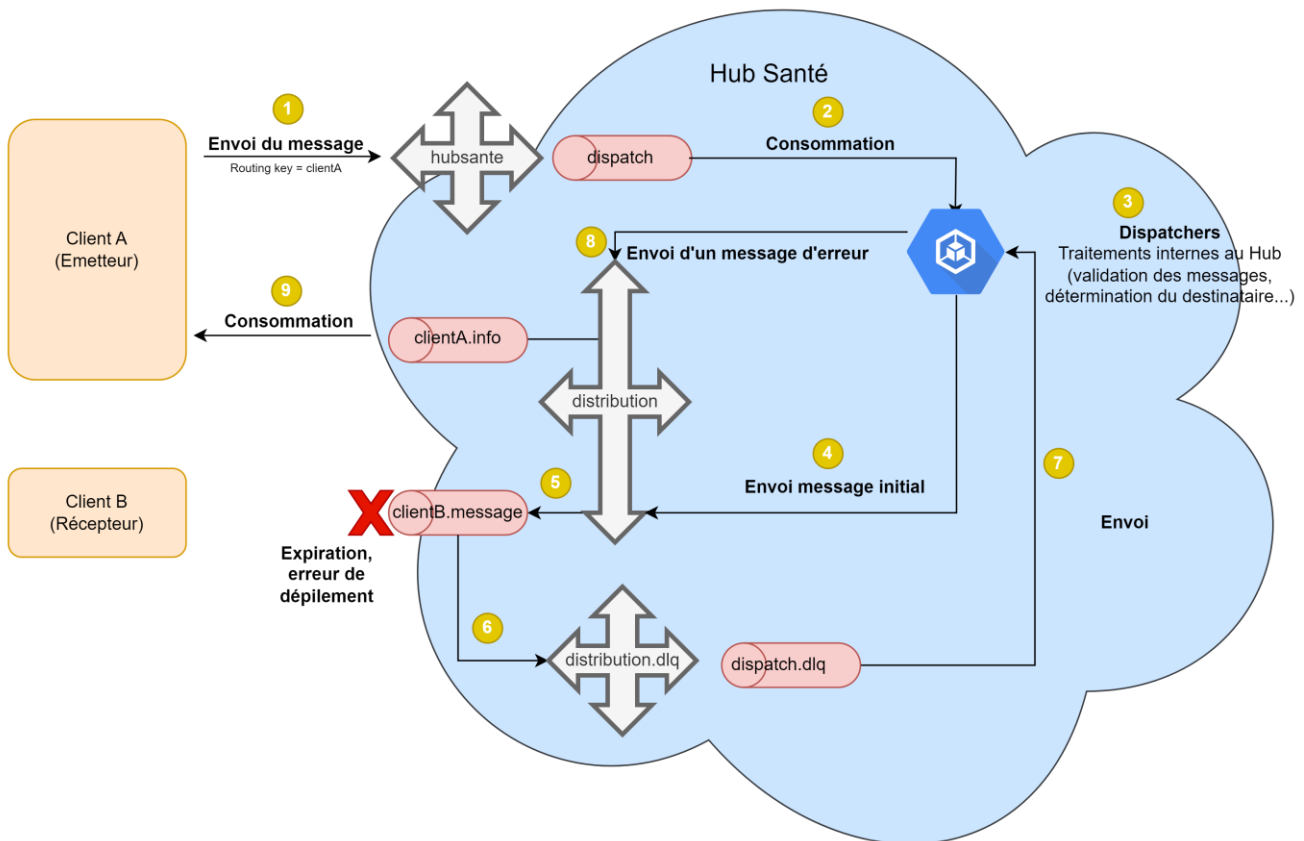 Hub Santé
1
Envoi du message
Routing key = clientA
hubsante
dispatch
2
Consommation
Client A
(Emetteur)
3
Dispatchers
Traitements internes au Hub
(validation des messages,
détermination du destinataire...)
8
Envoi d'un message d'erreur
9
Consommation
clientA.info
distribution
4
Envoi message initial
7
Envoi
Client B
(Récepteur)
clientB.message
5
Expiration,
erreur de
dépilement
6
distribution.dlq
dispatch.dlq